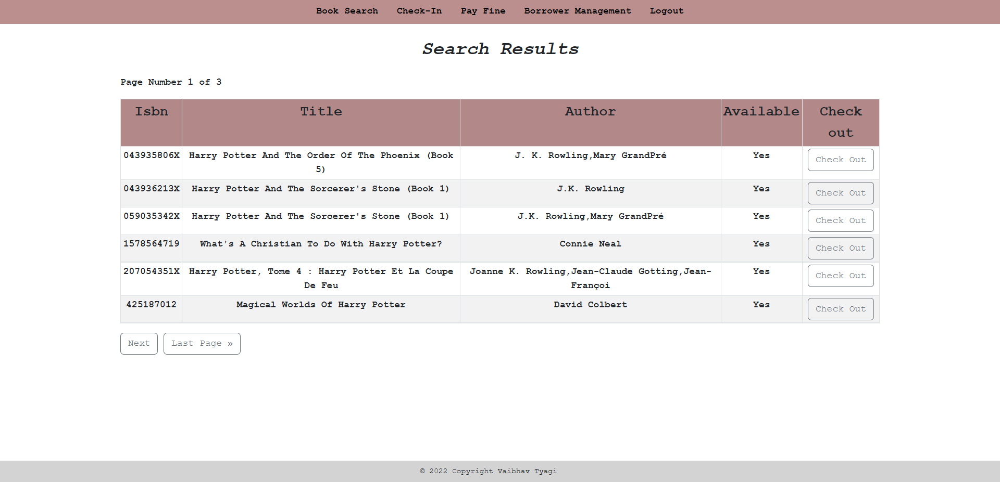 Book Search Check-In Pay Fine Borrower Management Logout
Search Results
Page Number 1 of 3
Isbn Title Author Available Check
out
043935806X Harry Potter And The Order Of The Phoenix (Book J. K. Rowling,Mary GrandPré Yes Check Out
5)
043936213X Harry Potter And The Sorcerer's Stone (Book 1) J.K. Rowling Yes Check Out
059035342X Harry Potter And The Sorcerer's Stone (Book 1) J.K. Rowling,Mary GrandPré Yes Check Out
1578564719 What's A Christian To Do With Harry Potter? Connie Neal Yes Check Out
207054351X Harry Potter, Tome 4 : Harry Potter Et La Coupe Joanne K. Rowling,Jean-Claude Gotting,Jean- Yes Check Out
De Feu Françoi
425187012 Magical Worlds Of Harry Potter David Colbert Yes Check Out
Next Last Page »
© 2022 Copyright Vaibhav Tyagi